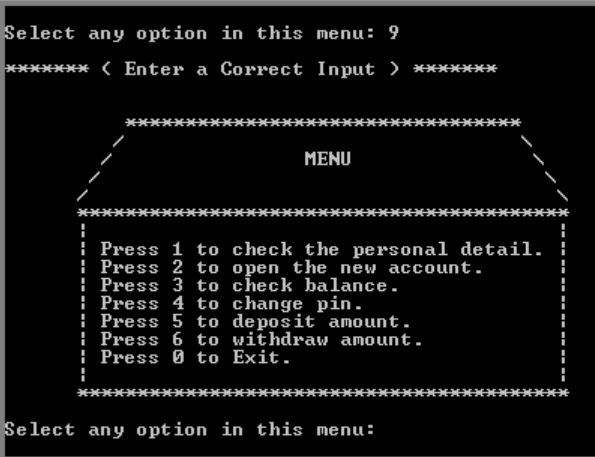 Select any option in this menu: 9
******* ( Enter a Correct Input ) *******
*********************************
/ \
/ MENU \
/ \
/ \
*****************************************
¦ ¦
¦ Press 1 to check the personal detail. ¦
¦ Press 2 to open the new account. ¦
¦ Press 3 to check balance. ¦
¦ Press 4 to change pin. ¦
¦ Press 5 to deposit amount. ¦
¦ Press 6 to withdraw amount. ¦
¦ Press 0 to Exit. ¦
¦ ¦
*****************************************
Select any option in this menu: